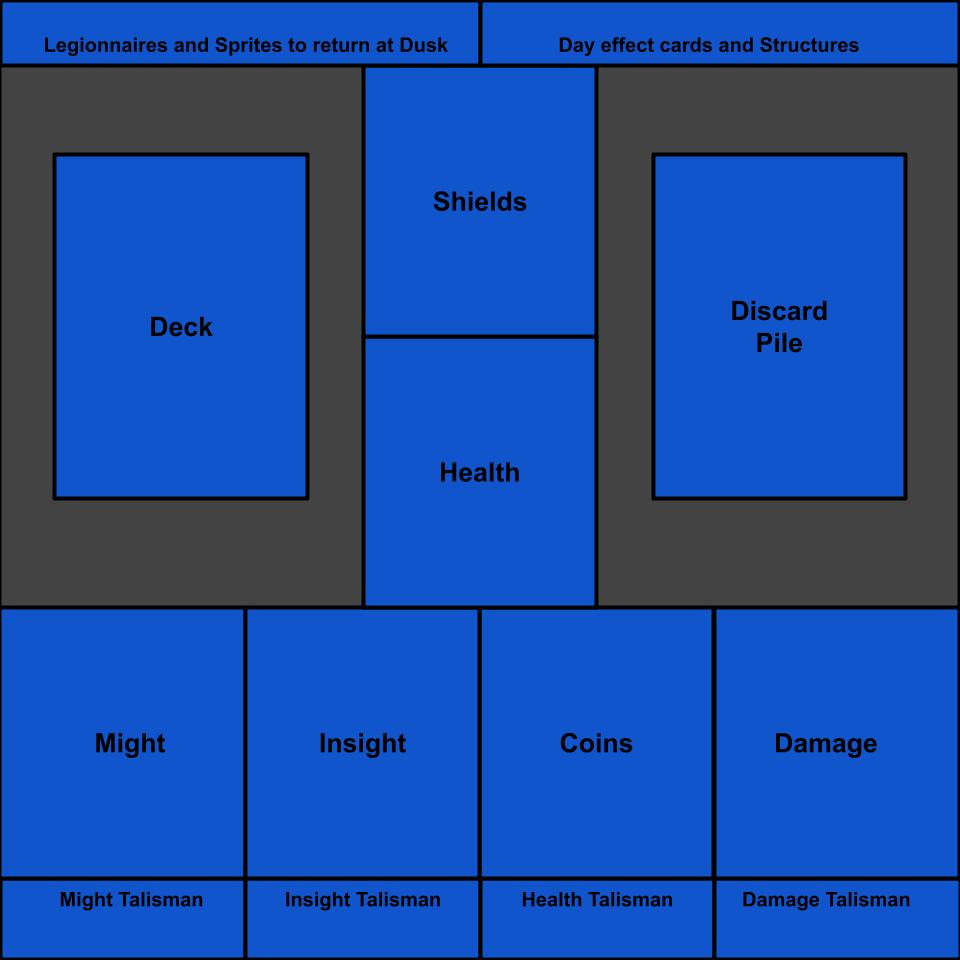 Legionnaires and Sprites to return at Dusk
Day effect cards and Structures
Shields
Deck
Discard
Pile
Health
Might
Insight
Coins
Damage
Might Talisman
Insight Talisman
Health Talisman
Damage Talisman